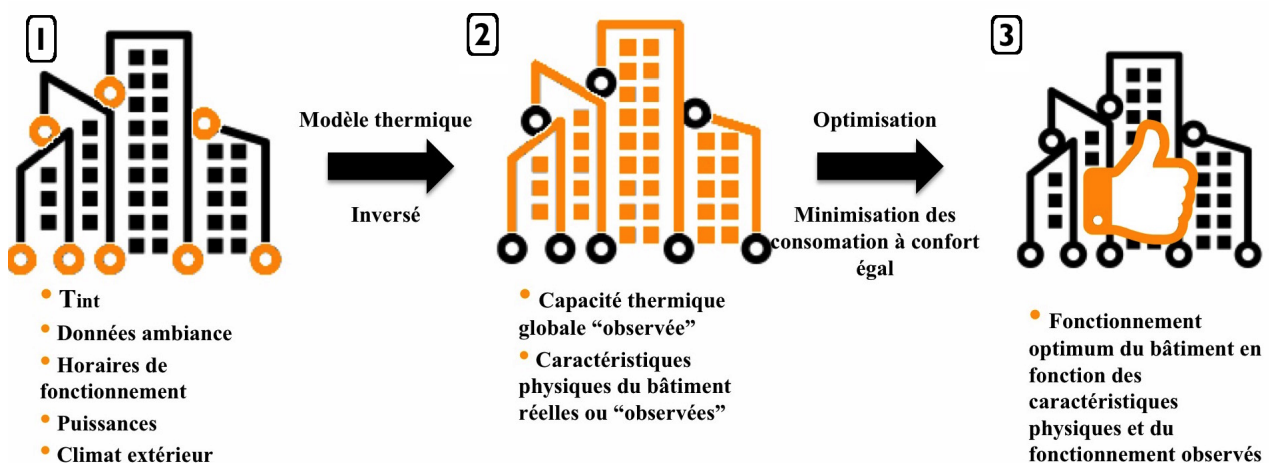 1
• Tint
• Données ambiance
• Horaires de
fonctionnement
• Puissances
• Climat extérieur
Modèle thermique
Inversé
2
• Capacité thermique
globale “observée”
• Caractéristiques
physiques du bâtiment
réelles ou “observées”
Optimisation
Minimisation des
consomation à confort
égal
3
• Fonctionnement
optimum du bâtiment en
fonction des
caractéristiques
physiques et du
fonctionnement observés